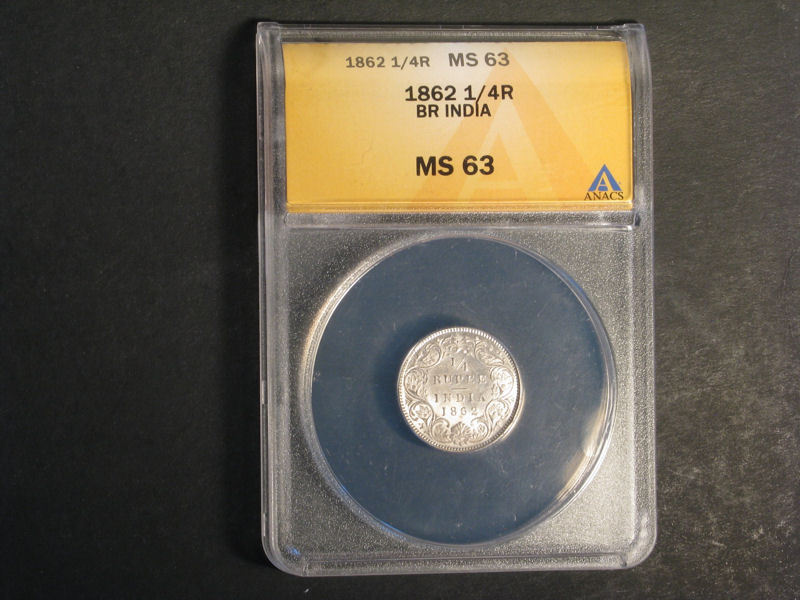 1862 1/4R MS 63
1862 1/4R
BR INDIA
MS 63
ANACS
1/4
RUPEE
INDIA
1862